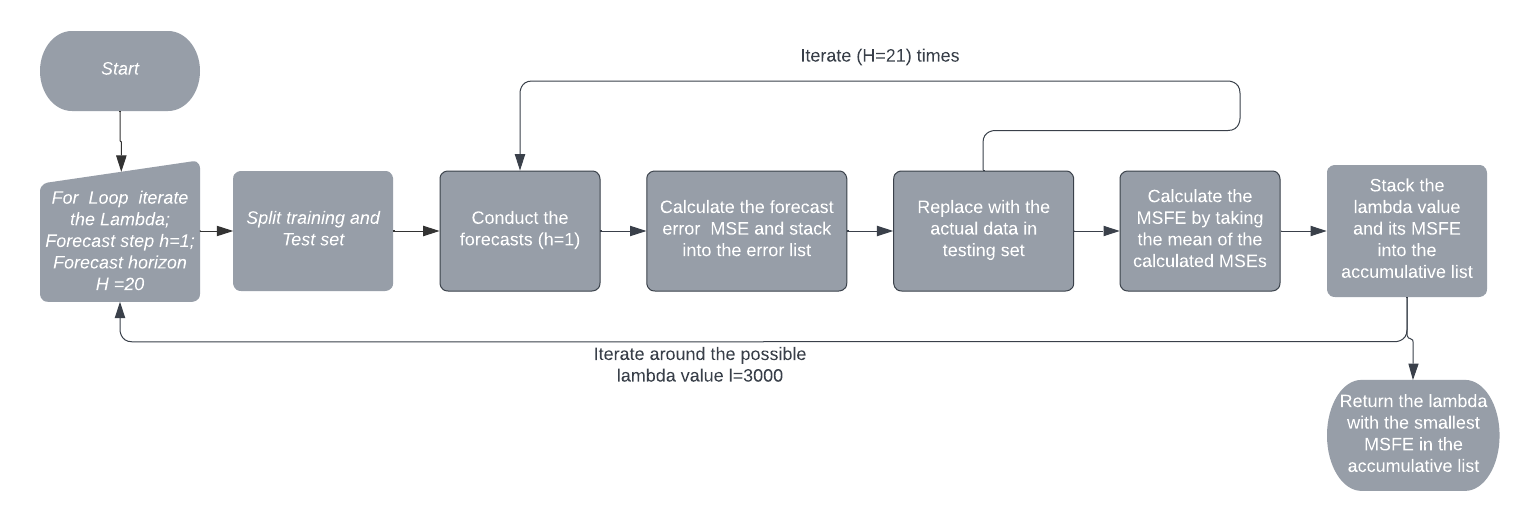 Start
Iterate (H=21) times
For Loop iterate
the Lambda;
Forecast step h=1;
Forecast horizon
H =20
Split training and
Test set
Conduct the
forecasts (h=1)
Calculate the forecast
error MSE and stack
into the error list
Replace with the
actual data in
testing set
Calculate the
MSFE by taking
the mean of the
calculated MSEs
Stack the
lambda value
and its MSFE
into the
accumulative list
Iterate around the possible
lambda value l=3000
Return the lambda
with the smallest
MSFE in the
accumulative list